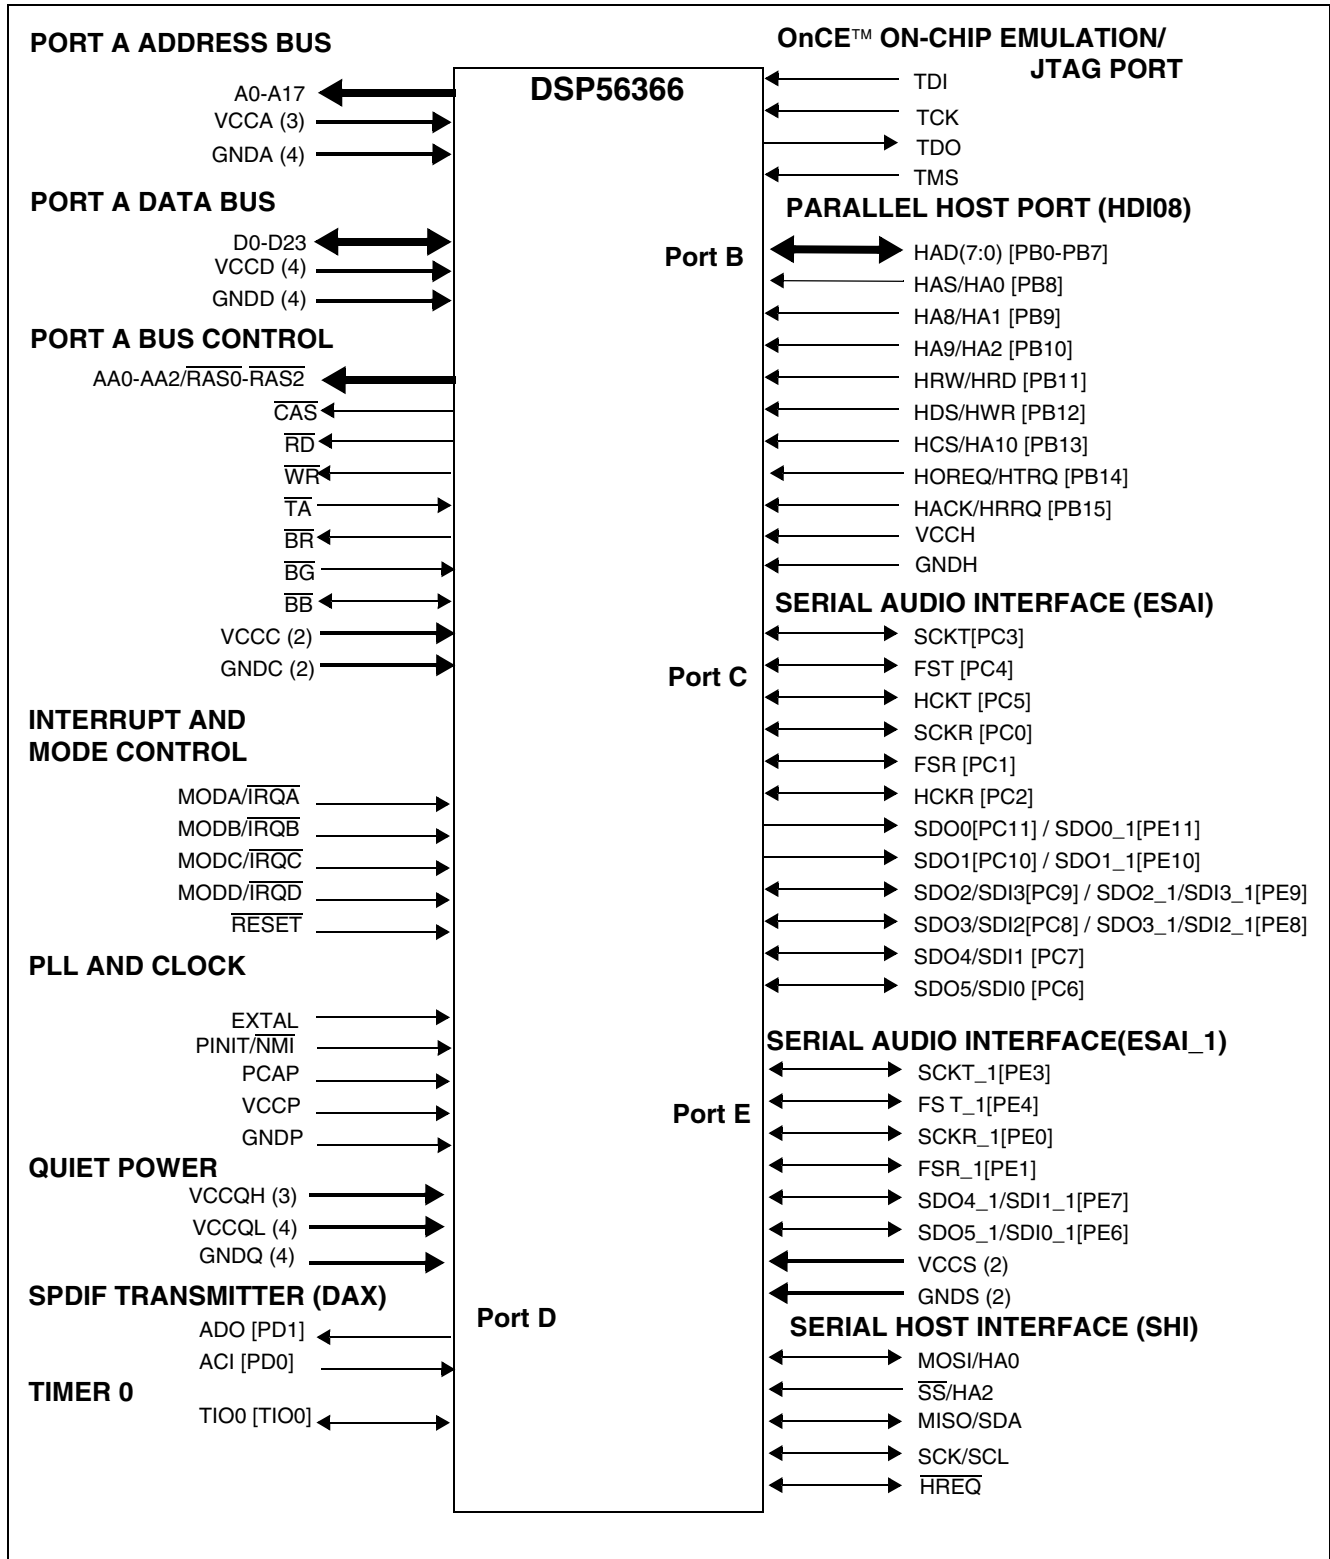 PORT A ADDRESS BUS
A0-A17
VCCA (3)
GNDA (4)
PORT A DATA BUS
D0-D23
VCCD (4)
GNDD (4)
PORT A BUS CONTROL
AA0-AA2/RAS0-RAS2
CAS
RD
WR
TA
BR
BG
BB
VCCC (2)
GNDC (2)
INTERRUPT AND
MODE CONTROL
MODA/IRQA
MODB/IRQB
MODC/IRQC
MODD/IRQD
RESET
PLL AND CLOCK
EXTAL
PINIT/NMI
PCAP
VCCP
GNDP
QUIET POWER
VCCQH (3)
VCCQL (4)
GNDQ (4)
SPDIF TRANSMITTER (DAX)
ADO [PD1]
ACI [PD0]
TIMER 0
TIO0 [TIO0]
DSP56366
Port B
Port C
Port E
Port D
OnCE™ ON-CHIP EMULATION/
JTAG PORT
TDI
TCK
TDO
TMS
PARALLEL HOST PORT (HDI08)
HAD(7:0) [PB0-PB7]
HAS/HA0 [PB8]
HA8/HA1 [PB9]
HA9/HA2 [PB10]
HRW/HRD [PB11]
HDS/HWR [PB12]
HCS/HA10 [PB13]
HOREQ/HTRQ [PB14]
HACK/HRRQ [PB15]
VCCH
GNDH
SERIAL AUDIO INTERFACE (ESAI)
SCKT[PC3]
FST [PC4]
HCKT [PC5]
SCKR [PC0]
FSR [PC1]
HCKR [PC2]
SDO0[PC11] / SDO0_1[PE11]
SDO1[PC10] / SDO1_1[PE10]
SDO2/SDI3[PC9] / SDO2_1/SDI3_1[PE9]
SDO3/SDI2[PC8] / SDO3_1/SDI2_1[PE8]
SDO4/SDI1 [PC7]
SDO5/SDI0 [PC6]
SERIAL AUDIO INTERFACE(ESAI_1)
SCKT_1[PE3]
FS T_1[PE4]
SCKR_1[PE0]
FSR_1[PE1]
SDO4_1/SDI1_1[PE7]
SDO5_1/SDI0_1[PE6]
VCCS (2)
GNDS (2)
SERIAL HOST INTERFACE (SHI)
MOSI/HA0
SS/HA2
MISO/SDA
SCK/SCL
HREQ